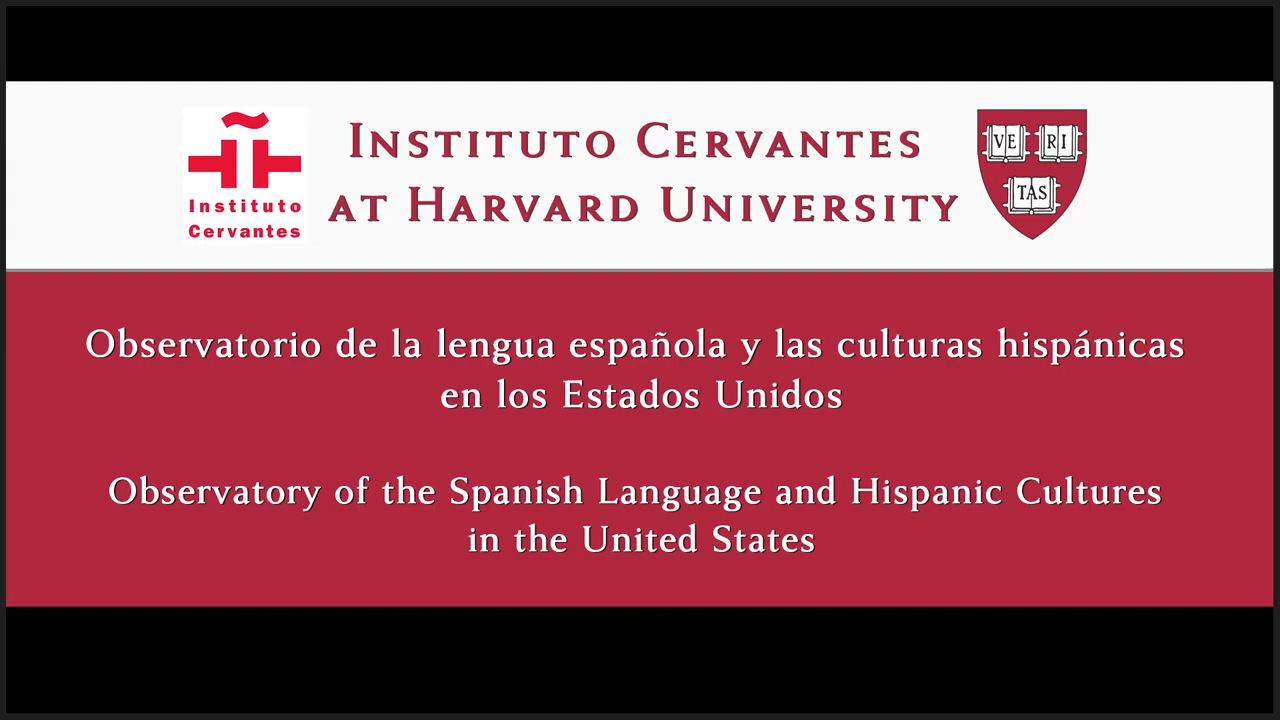 Instituto
Cervantes
INSTITUTO CERVANTES
AT HARVARD UNIVERSITY
VE RI
TAS
Observatorio de la lengua española y las culturas hispánicas
en los Estados Unidos
Observatory of the Spanish Language and Hispanic Cultures
in the United States